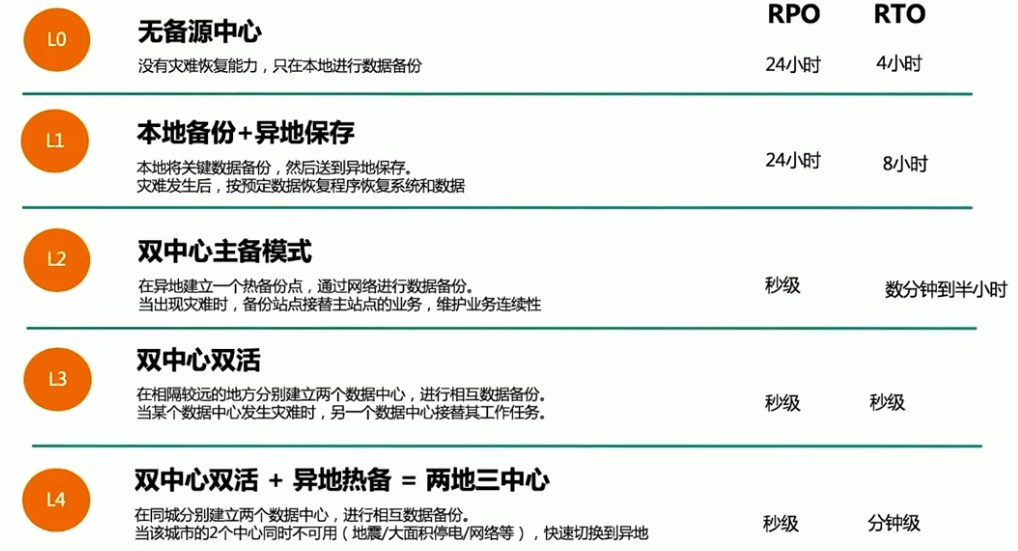 RPO RTO
L0 无备源中心
没有灾难恢复能力，只在本地进行数据备份 24小时 4小时
L1 本地备份+异地保存
本地将关键数据备份，然后送到异地保存。 24小时 8小时
灾难发生后，按预定数据恢复程序恢复系统和数据
L2 双中心主备模式
在异地建立一个热备份点，通过网络进行数据备份。 秒级 数分钟到半小时
当出现灾难时，备份站点接替主站点的业务，维护业务连续性
L3 双中心双活
在相隔较远的地方分别建立两个数据中心，进行相互数据备份。
当某个数据中心发生灾难时，另一个数据中心接替其工作任务。 秒级 秒级
L4 双中心双活 + 异地热备 = 两地三中心
在同城分别建立两个数据中心，进行相互数据备份。 秒级 分钟级
当该城市的2个中心同时不可用（地震/大面积停电/网络等），快速切换到异地